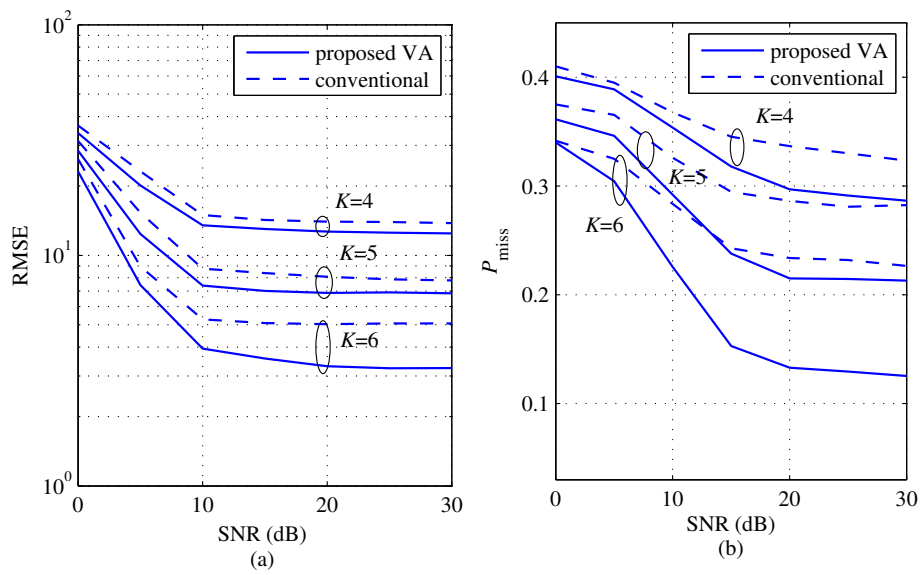 10^2
proposed VA
conventional
K=4
K=5
K=6
10^1
10^0
RMSE
0
10
20
30
SNR (dB)
(a)
proposed VA
conventional
K=4
K=5
K=6
0.4
0.3
0.2
0.1
P_miss
0
10
20
30
SNR (dB)
(b)